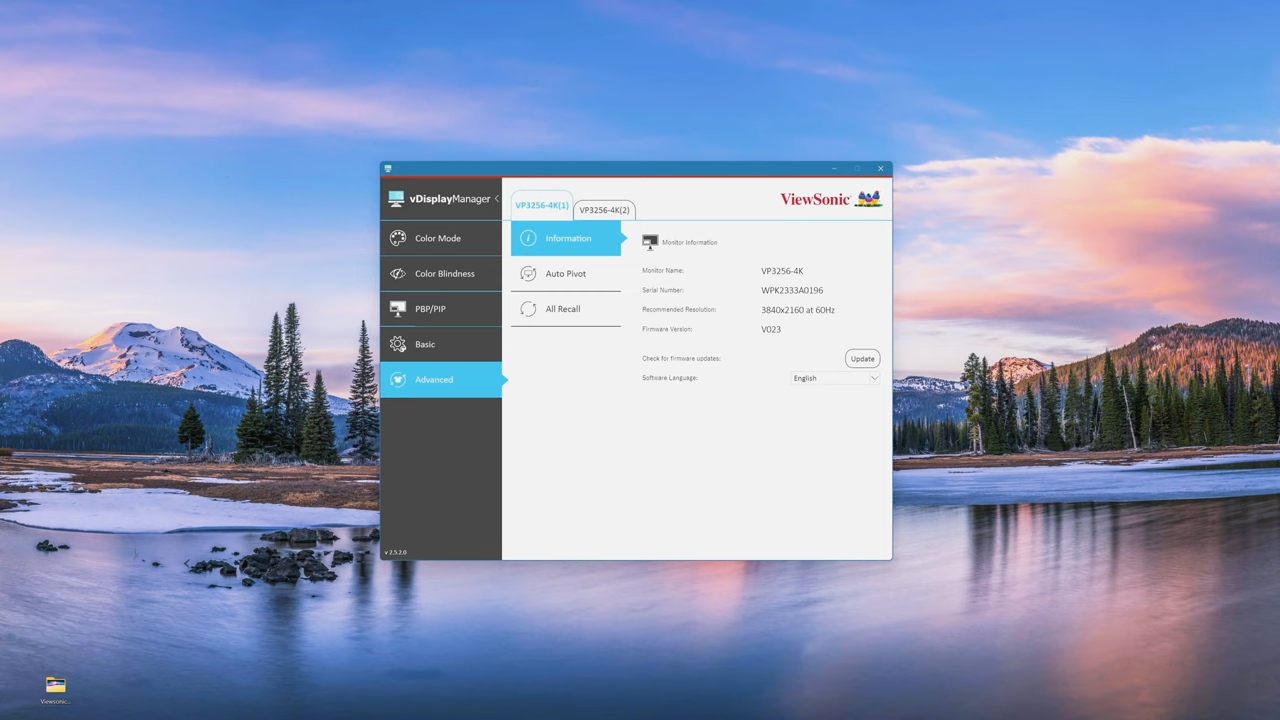 vDisplayManager
VP3256-4K(1)
VP3256-4K(2)
ViewSonic
Color Mode
Color Blindness
PBP/PIP
Basic
Advanced
v 2.5.2.0
Information
Auto Pivot
All Recall
Monitor Information
Monitor Name: VP3256-4K
Serial Number: WPK2333A0196
Recommended Resolution: 3840x2160 at 60Hz
Firmware Version: V023
Check for firmware updates: Update
Software Language: English
Viewsonic...